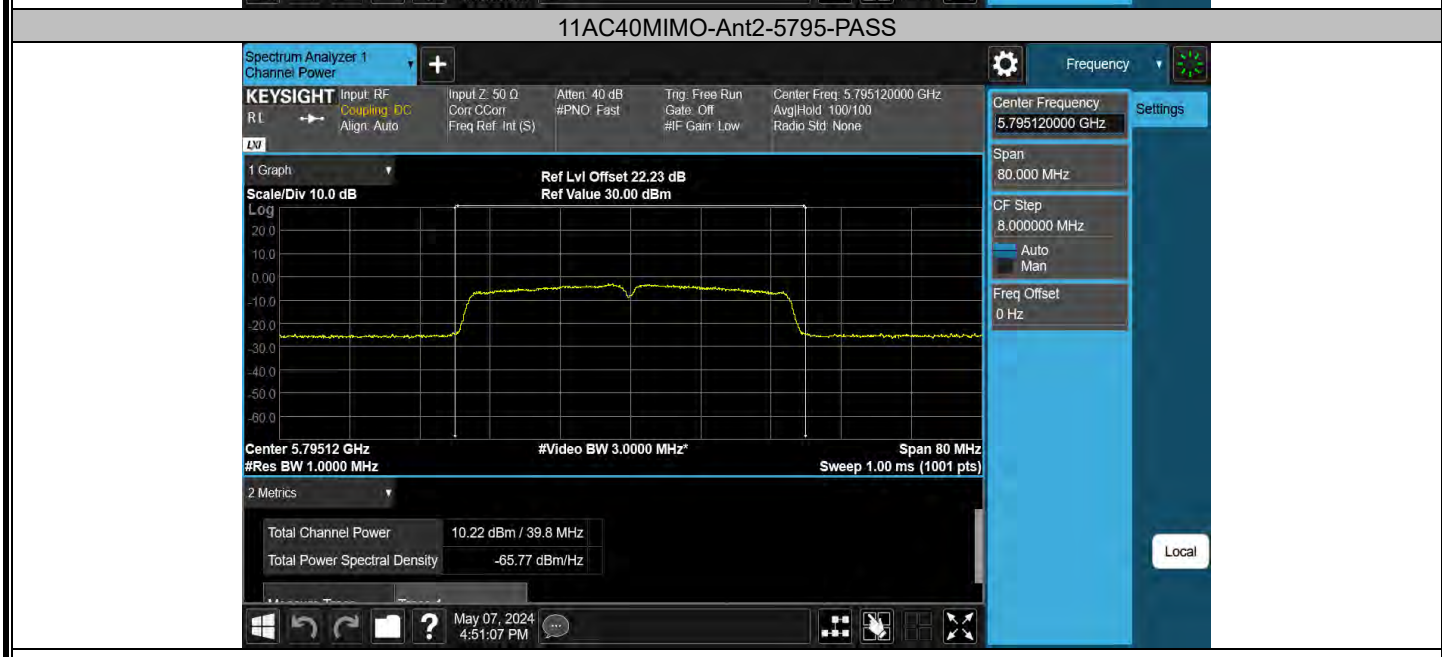 11AC40MIMO-Ant2-5795-PASS
Spectrum Analyzer 1
Channel Power
+
Frequency
KEYSIGHT
RL
LXI
Input: RF
Coupling: DC
Align: Auto
Input Z: 50 Ω
Corr CCorr
Freq Ref: Int (S)
Atten: 40 dB
#PNO: Fast
Trig: Free Run
Gate: Off
#IF Gain: Low
Center Freq: 5.795120000 GHz
Avg|Hold: 100/100
Radio Std: None
Center Frequency
5.795120000 GHz
Settings
Span
80.000 MHz
CF Step
8.000000 MHz
Auto
Man
Freq Offset
0 Hz
1 Graph
Scale/Div 10.0 dB
Ref Lvl Offset 22.23 dB
Ref Value 30.00 dBm
Log
20.0
10.0
0.00
-10.0
-20.0
-30.0
-40.0
-50.0
-60.0
Center 5.79512 GHz
#Video BW 3.0000 MHz*
Span 80 MHz
#Res BW 1.0000 MHz
Sweep 1.00 ms (1001 pts)
2 Metrics
Total Channel Power 10.22 dBm / 39.8 MHz
Total Power Spectral Density -65.77 dBm/Hz
Local
?
May 07, 2024
4:51:07 PM